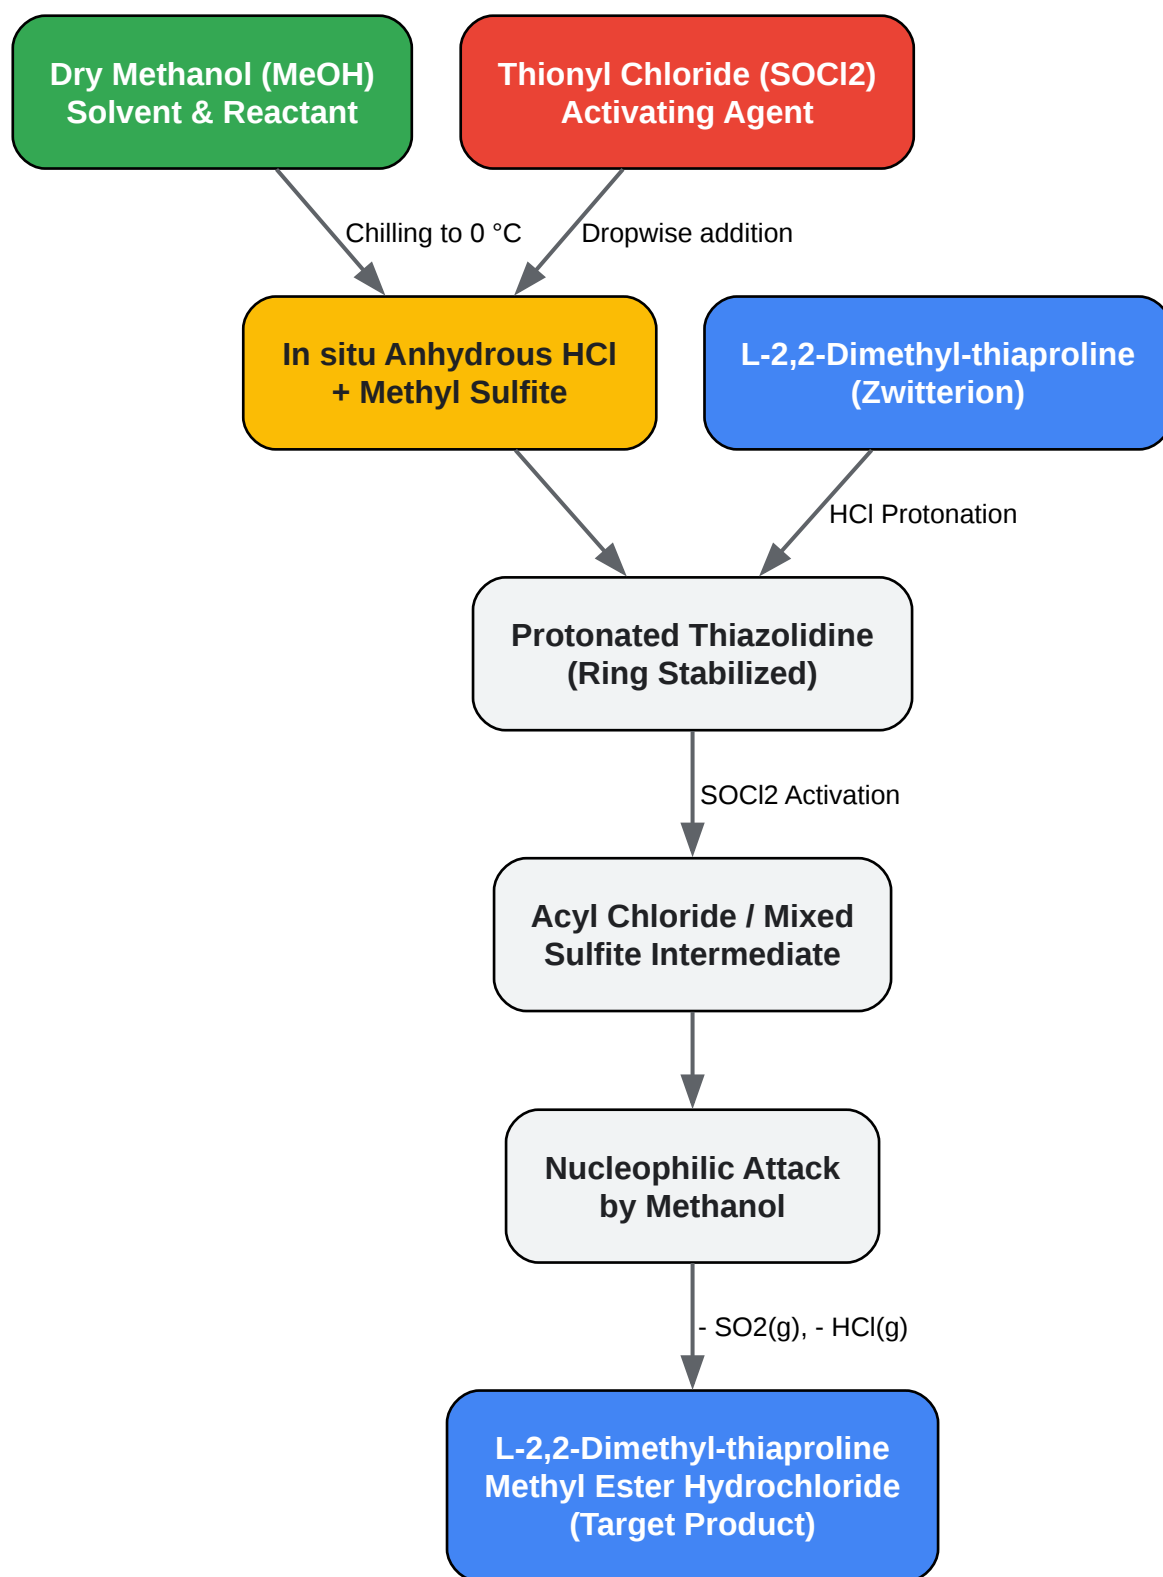 Dry Methanol (MeOH)
Solvent & Reactant
Thionyl Chloride (SOCl2)
Activating Agent
Chilling to 0 °C
Dropwise addition
In situ Anhydrous HCl
+ Methyl Sulfite
L-2,2-Dimethyl-thiaproline
(Zwitterion)
HCl Protonation
Protonated Thiazolidine
(Ring Stabilized)
SOCl2 Activation
Acyl Chloride / Mixed
Sulfite Intermediate
Nucleophilic Attack
by Methanol
- SO2(g), - HCl(g)
L-2,2-Dimethyl-thiaproline
Methyl Ester Hydrochloride
(Target Product)